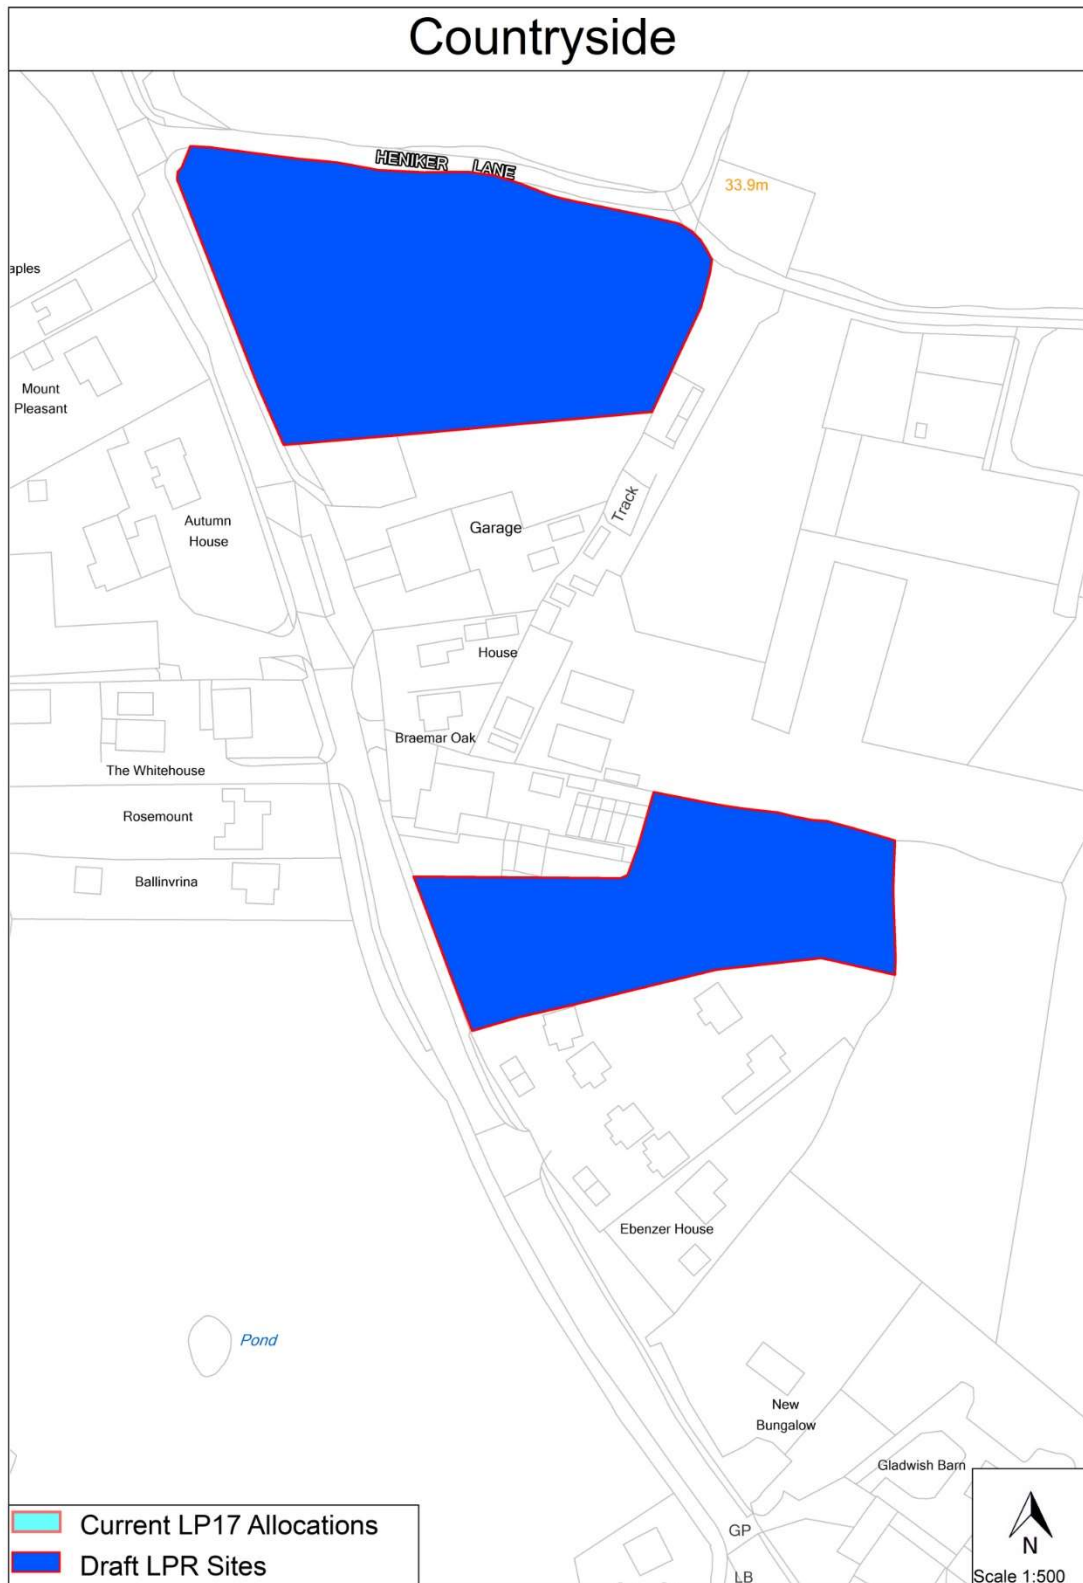 Countryside
HENIKER LANE
33.9m
aples
Mount
Pleasant
Autumn
House
Garage
Track
House
Braemar Oak
The Whitehouse
Rosemount
Ballinvrina
Ebenzer House
Pond
New
Bungalow
Gladwish Barn
GP
LB
Current LP17 Allocations
Draft LPR Sites
N
Scale 1:500